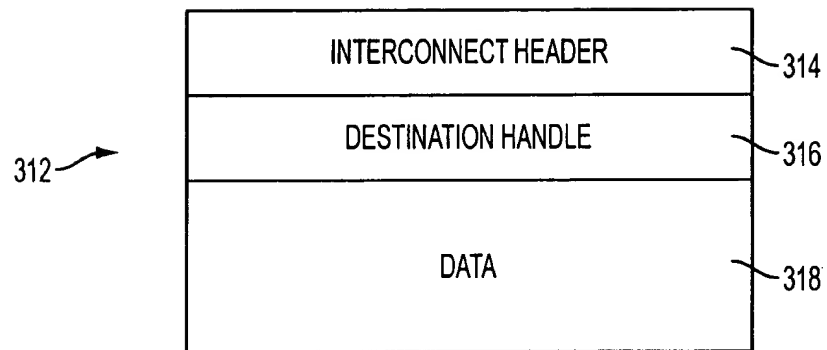 INTERCONNECT HEADER
314
DESTINATION HANDLE
316
312
DATA
318